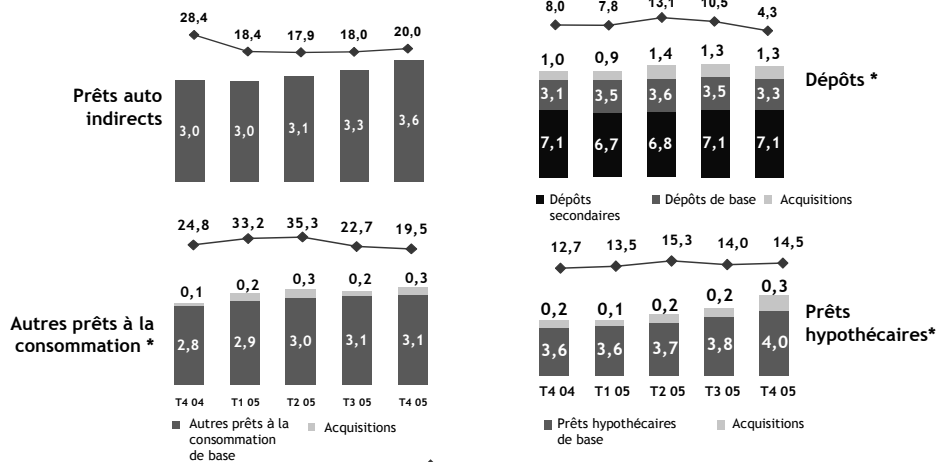 28,4 18,4 17,9 18,0 20,0
Prêts auto
indirects
3,0 3,0 3,1 3,3 3,6
24,8 33,2 35,3 22,7 19,5
0,1 0,2 0,3 0,2 0,3
Autres prêts à la
consommation *
2,8 2,9 3,0 3,1 3,1
T4 04 T1 05 T2 05 T3 05 T4 05
Autres prêts à la
consommation
de base
Acquisitions
8,0 7,8 13,1 10,5 4,3
1,0 0,9 1,4 1,3 1,3
Dépôts *
3,1 3,5 3,6 3,5 3,3
7,1 6,7 6,8 7,1 7,1
Dépôts
secondaires
Dépôts de base
Acquisitions
12,7 13,5 15,3 14,0 14,5
0,2 0,1 0,2 0,2 0,3
Prêts
hypothécaires*
3,6 3,6 3,7 3,8 4,0
T4 04 T1 05 T2 05 T3 05 T4 05
Prêts hypothécaires
de base
Acquisitions